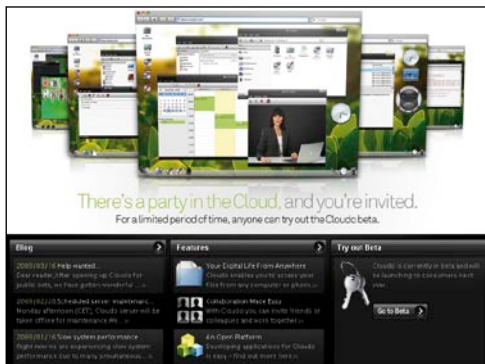 There's a party in the Cloud, and you're invited.
For a limited period of time, anyone can try out the Cloudo beta.
Blog
2009/03/16 Help wanted...
Dear reader, After opening up Cloudo for
public beta, we have gotten wonderful ...
2009/02/20 Scheduled server maintenanc...
Monday afternoon (CET), Cloudo server will
be taken offline for maintenance.
2009/01/16 Slow system performance
Right now we are experiencing slow system
performance due to many simultaneous ...
Features
Your Digital Life From Anywhere
Cloudo enables you to access your
files from any computer or phone.
Collaboration Made Easy
With Cloudo you can invite friends or
colleagues and work together
An Open Platform
Developing applications for Cloudo
is easy - find out more here
Try out Beta
Cloudo is currently in beta and will
be launching to consumers next
year.
Go to Beta